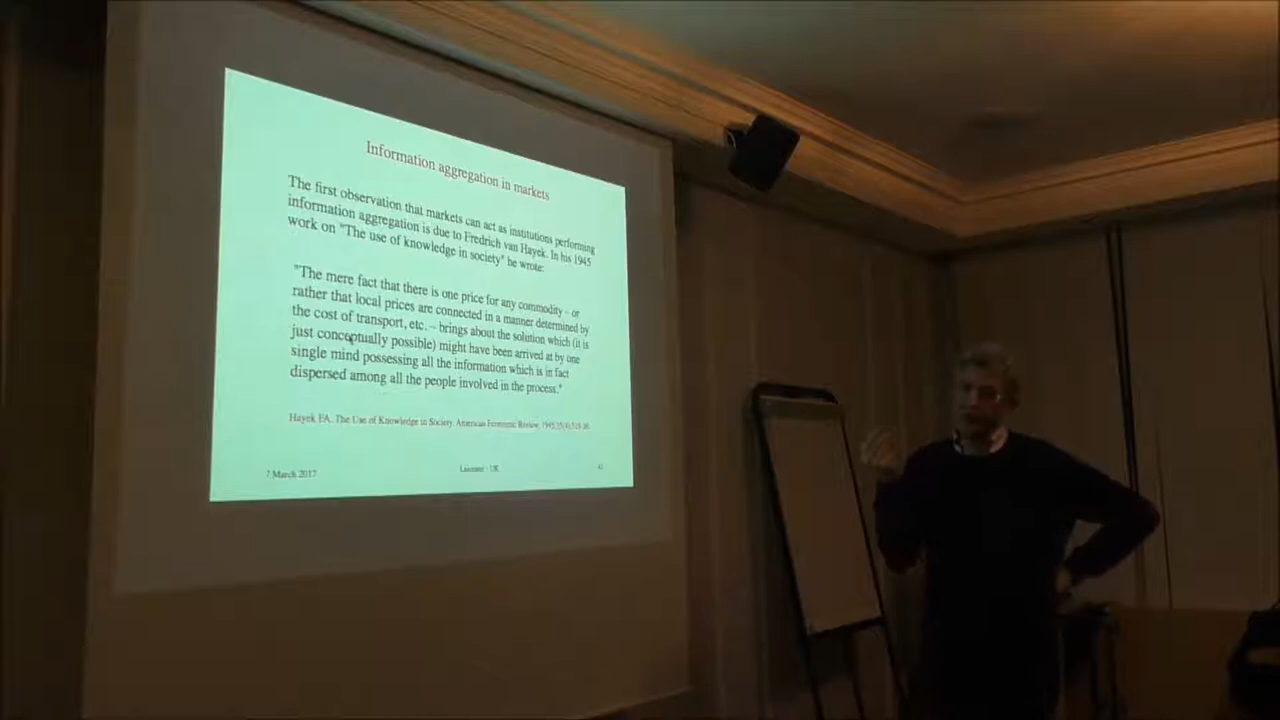 Information aggregation in markets
The first observation that markets can act as institutions performing
information aggregation is due to Fredrich van Hayek. In his 1945
work on "The use of knowledge in society" he wrote:
"The mere fact that there is one price for any commodity – or
rather that local prices are connected in a manner determined by
the cost of transport, etc. – brings about the solution which (it is
just conceptually possible) might have been arrived at by one
single mind possessing all the information which is in fact
dispersed among all the people involved in the process."
Hayek FA. The Use of Knowledge in Society. American Economic Review. 1945;35(4):519-30.
7 March 2017
Leicester - UK